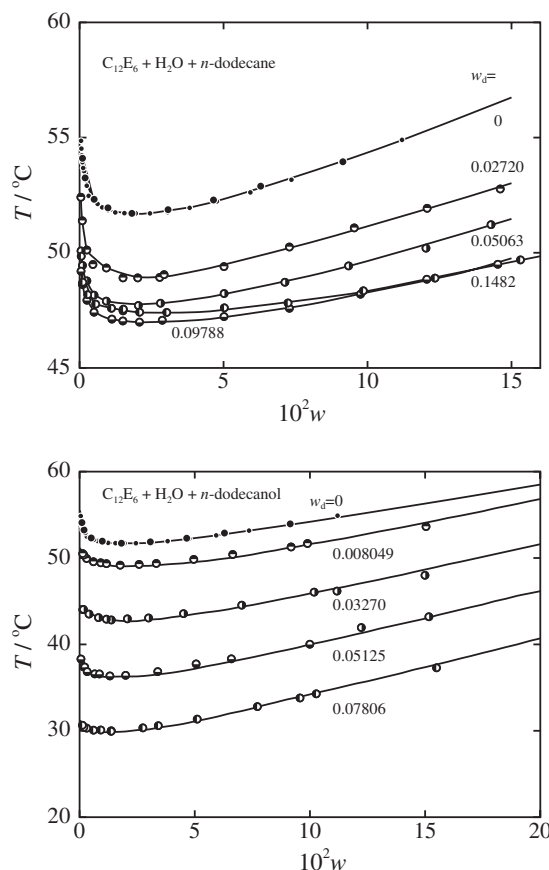 60
C₁₂E₆ + H₂O + n-dodecane
w_d=
0
55
0.02720
T / °C
50
0.05063
0.1482
0.09788
45
0 5 10 15
10²w
60
C₁₂E₆ + H₂O + n-dodecanol
w_d=0
50
0.008049
0.03270
T / °C
40
0.05125
0.07806
30
20
0 5 10 15 20
10²w